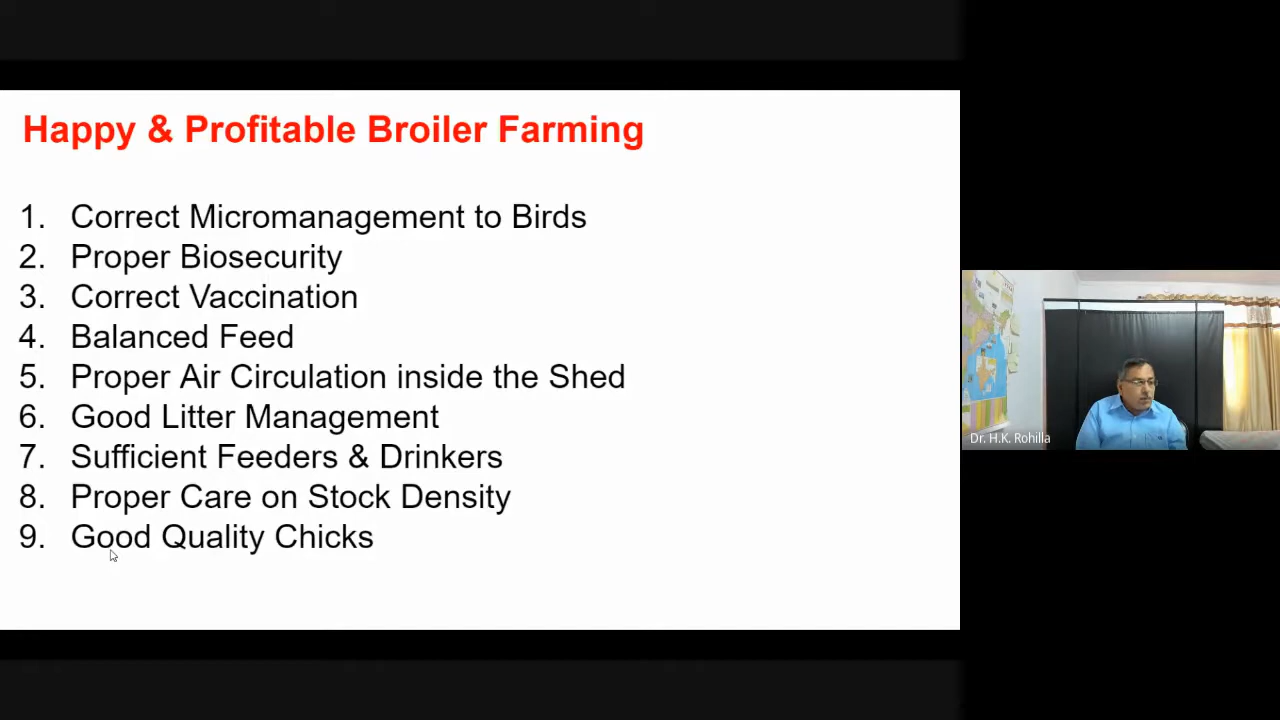 Happy & Profitable Broiler Farming
1. Correct Micromanagement to Birds
2. Proper Biosecurity
3. Correct Vaccination
4. Balanced Feed
5. Proper Air Circulation inside the Shed
6. Good Litter Management
7. Sufficient Feeders & Drinkers
8. Proper Care on Stock Density
9. Good Quality Chicks
Dr. H.K. Rohilla